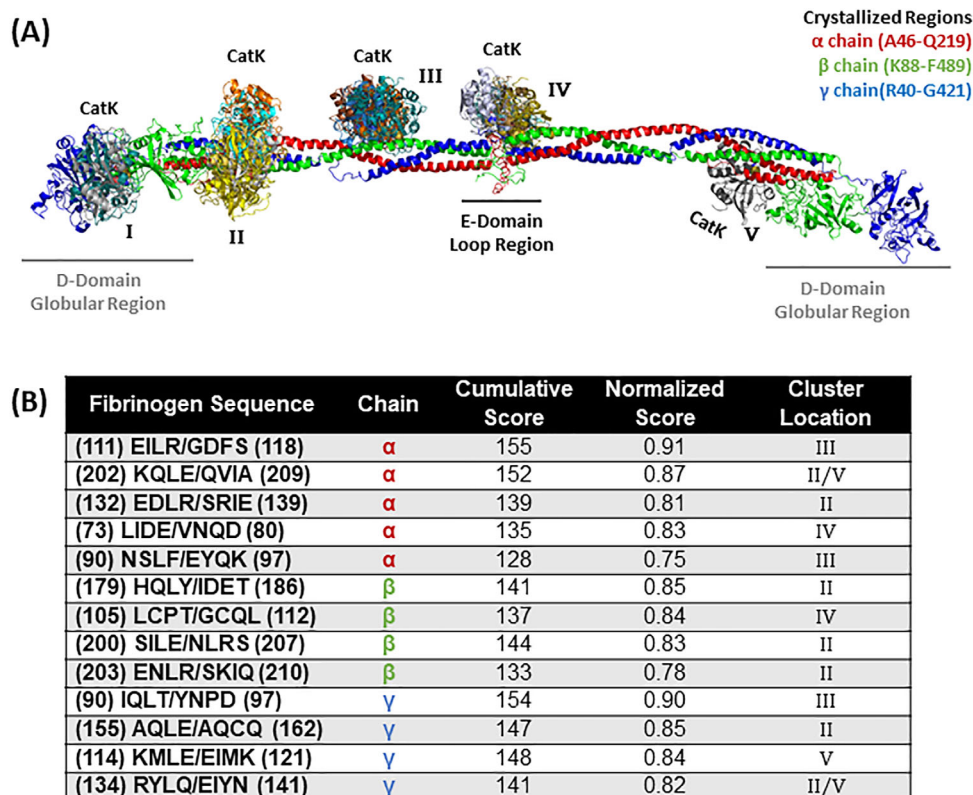 (A)
Crystallized Regions
α chain (A46-Q219)
β chain (K88-F489)
γ chain(R40-G421)
CatK
CatK
CatK
CatK
III
IV
I
II
E-Domain
Loop Region
CatK
V
D-Domain
Globular Region
D-Domain
Globular Region
(B)
Fibrinogen Sequence Chain Cumulative Score Normalized Score Cluster Location
(111) EILR/GDFS (118) α 155 0.91 III
(202) KQLE/QVIA (209) α 152 0.87 II/V
(132) EDLR/SRIE (139) α 139 0.81 II
(73) LIDE/VNQD (80) α 135 0.83 IV
(90) NSLF/EYQK (97) α 128 0.75 III
(179) HQLY/IDET (186) β 141 0.85 II
(105) LCPT/GCQL (112) β 137 0.84 IV
(200) SILE/NLRS (207) β 144 0.83 II
(203) ENLR/SKIQ (210) β 133 0.78 II
(90) IQLT/YNPD (97) γ 154 0.90 III
(155) AQLE/AQCQ (162) γ 147 0.85 II
(114) KMLE/EIMK (121) γ 148 0.84 V
(134) RYLQ/EIYN (141) γ 141 0.82 II/V